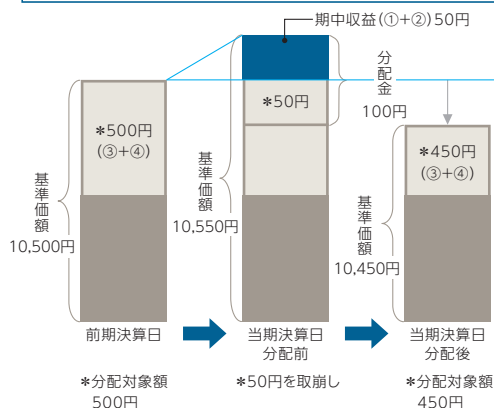 期中収益(①+②)50円
分配金
100円
*50円
*500円
(③+④)
*450円
(③+④)
基準価額
10,500円
基準価額
10,550円
基準価額
10,450円
前期決算日
当期決算日
分配前
当期決算日
分配後
*分配対象額
500円
*50円を取崩し
*分配対象額
450円